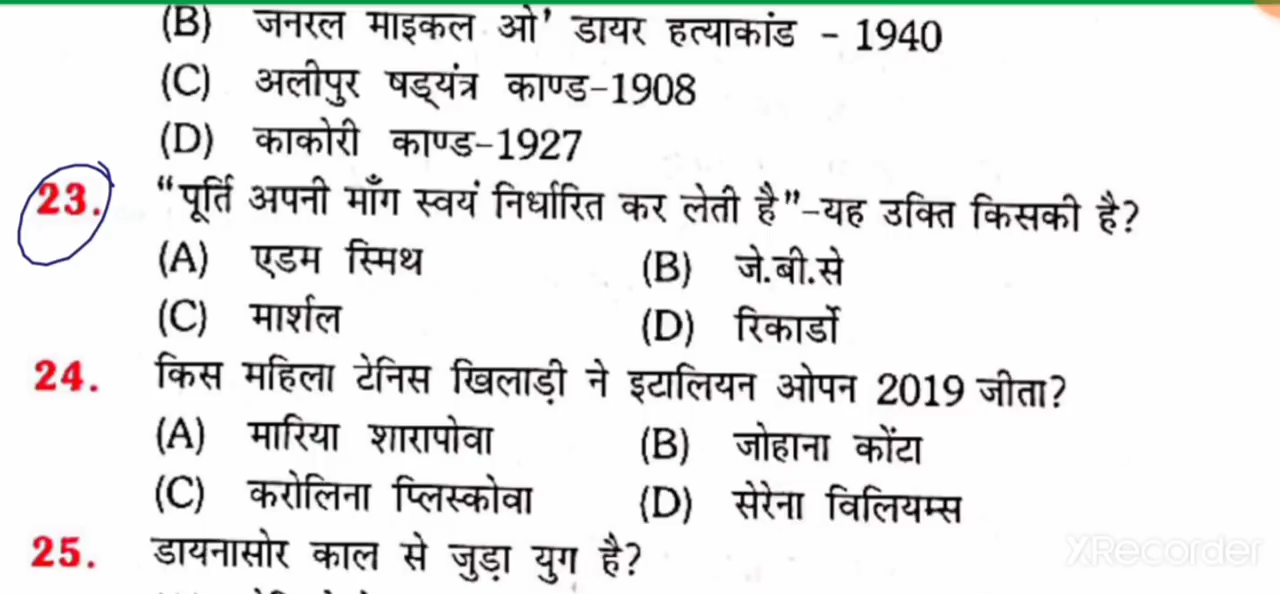 (B) जनरल माइकल ओ' डायर हत्याकांड - 1940
(C) अलीपुर षड्यंत्र काण्ड-1908
(D) काकोरी काण्ड-1927
23. “पूर्ति अपनी माँग स्वयं निर्धारित कर लेती है”-यह उक्ति किसकी है?
(A) एडम स्मिथ (B) जे.बी.से
(C) मार्शल (D) रिकार्डो
24. किस महिला टेनिस खिलाड़ी ने इटालियन ओपन 2019 जीता?
(A) मारिया शारापोवा (B) जोहाना कोंटा
(C) करोलिना प्लिस्कोवा (D) सेरेना विलियम्स
25. डायनासोर काल से जुड़ा युग है?
XRecorder